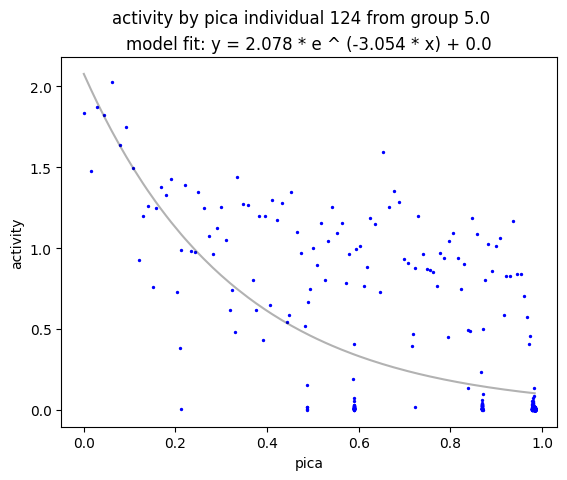 activity by pica individual 124 from group 5.0
model fit: y = 2.078 * e ^ (-3.054 * x) + 0.0
2.0
1.5
1.0
0.5
0.0
activity
0.0 0.2 0.4 0.6 0.8 1.0
pica